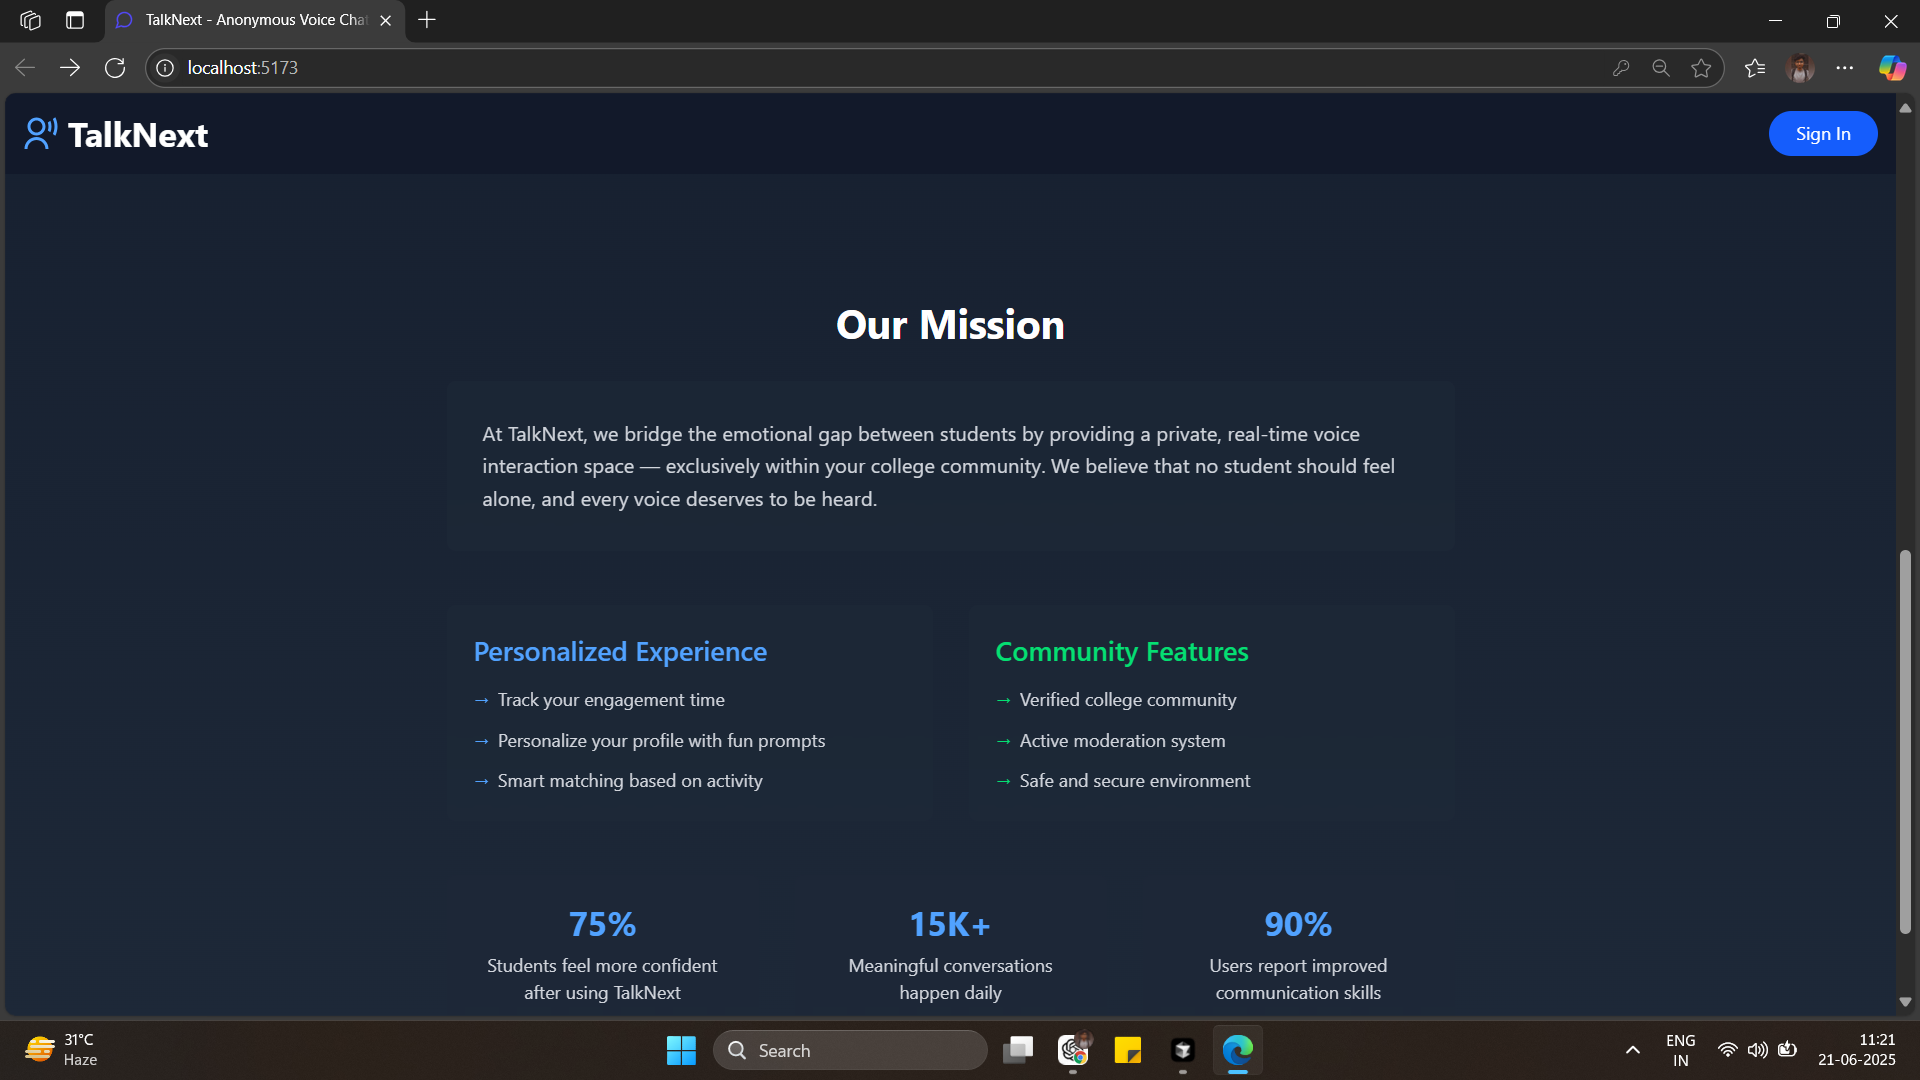 TalkNext - Anonymous Voice Cha
localhost:5173
TalkNext
Sign In
Our Mission
At TalkNext, we bridge the emotional gap between students by providing a private, real-time voice
interaction space — exclusively within your college community. We believe that no student should feel
alone, and every voice deserves to be heard.
Personalized Experience
→ Track your engagement time
→ Personalize your profile with fun prompts
→ Smart matching based on activity
Community Features
→ Verified college community
→ Active moderation system
→ Safe and secure environment
75%
Students feel more confident
after using TalkNext
15K+
Meaningful conversations
happen daily
90%
Users report improved
communication skills
31°C
Haze
Search
ENG
IN
11:21
21-06-2025